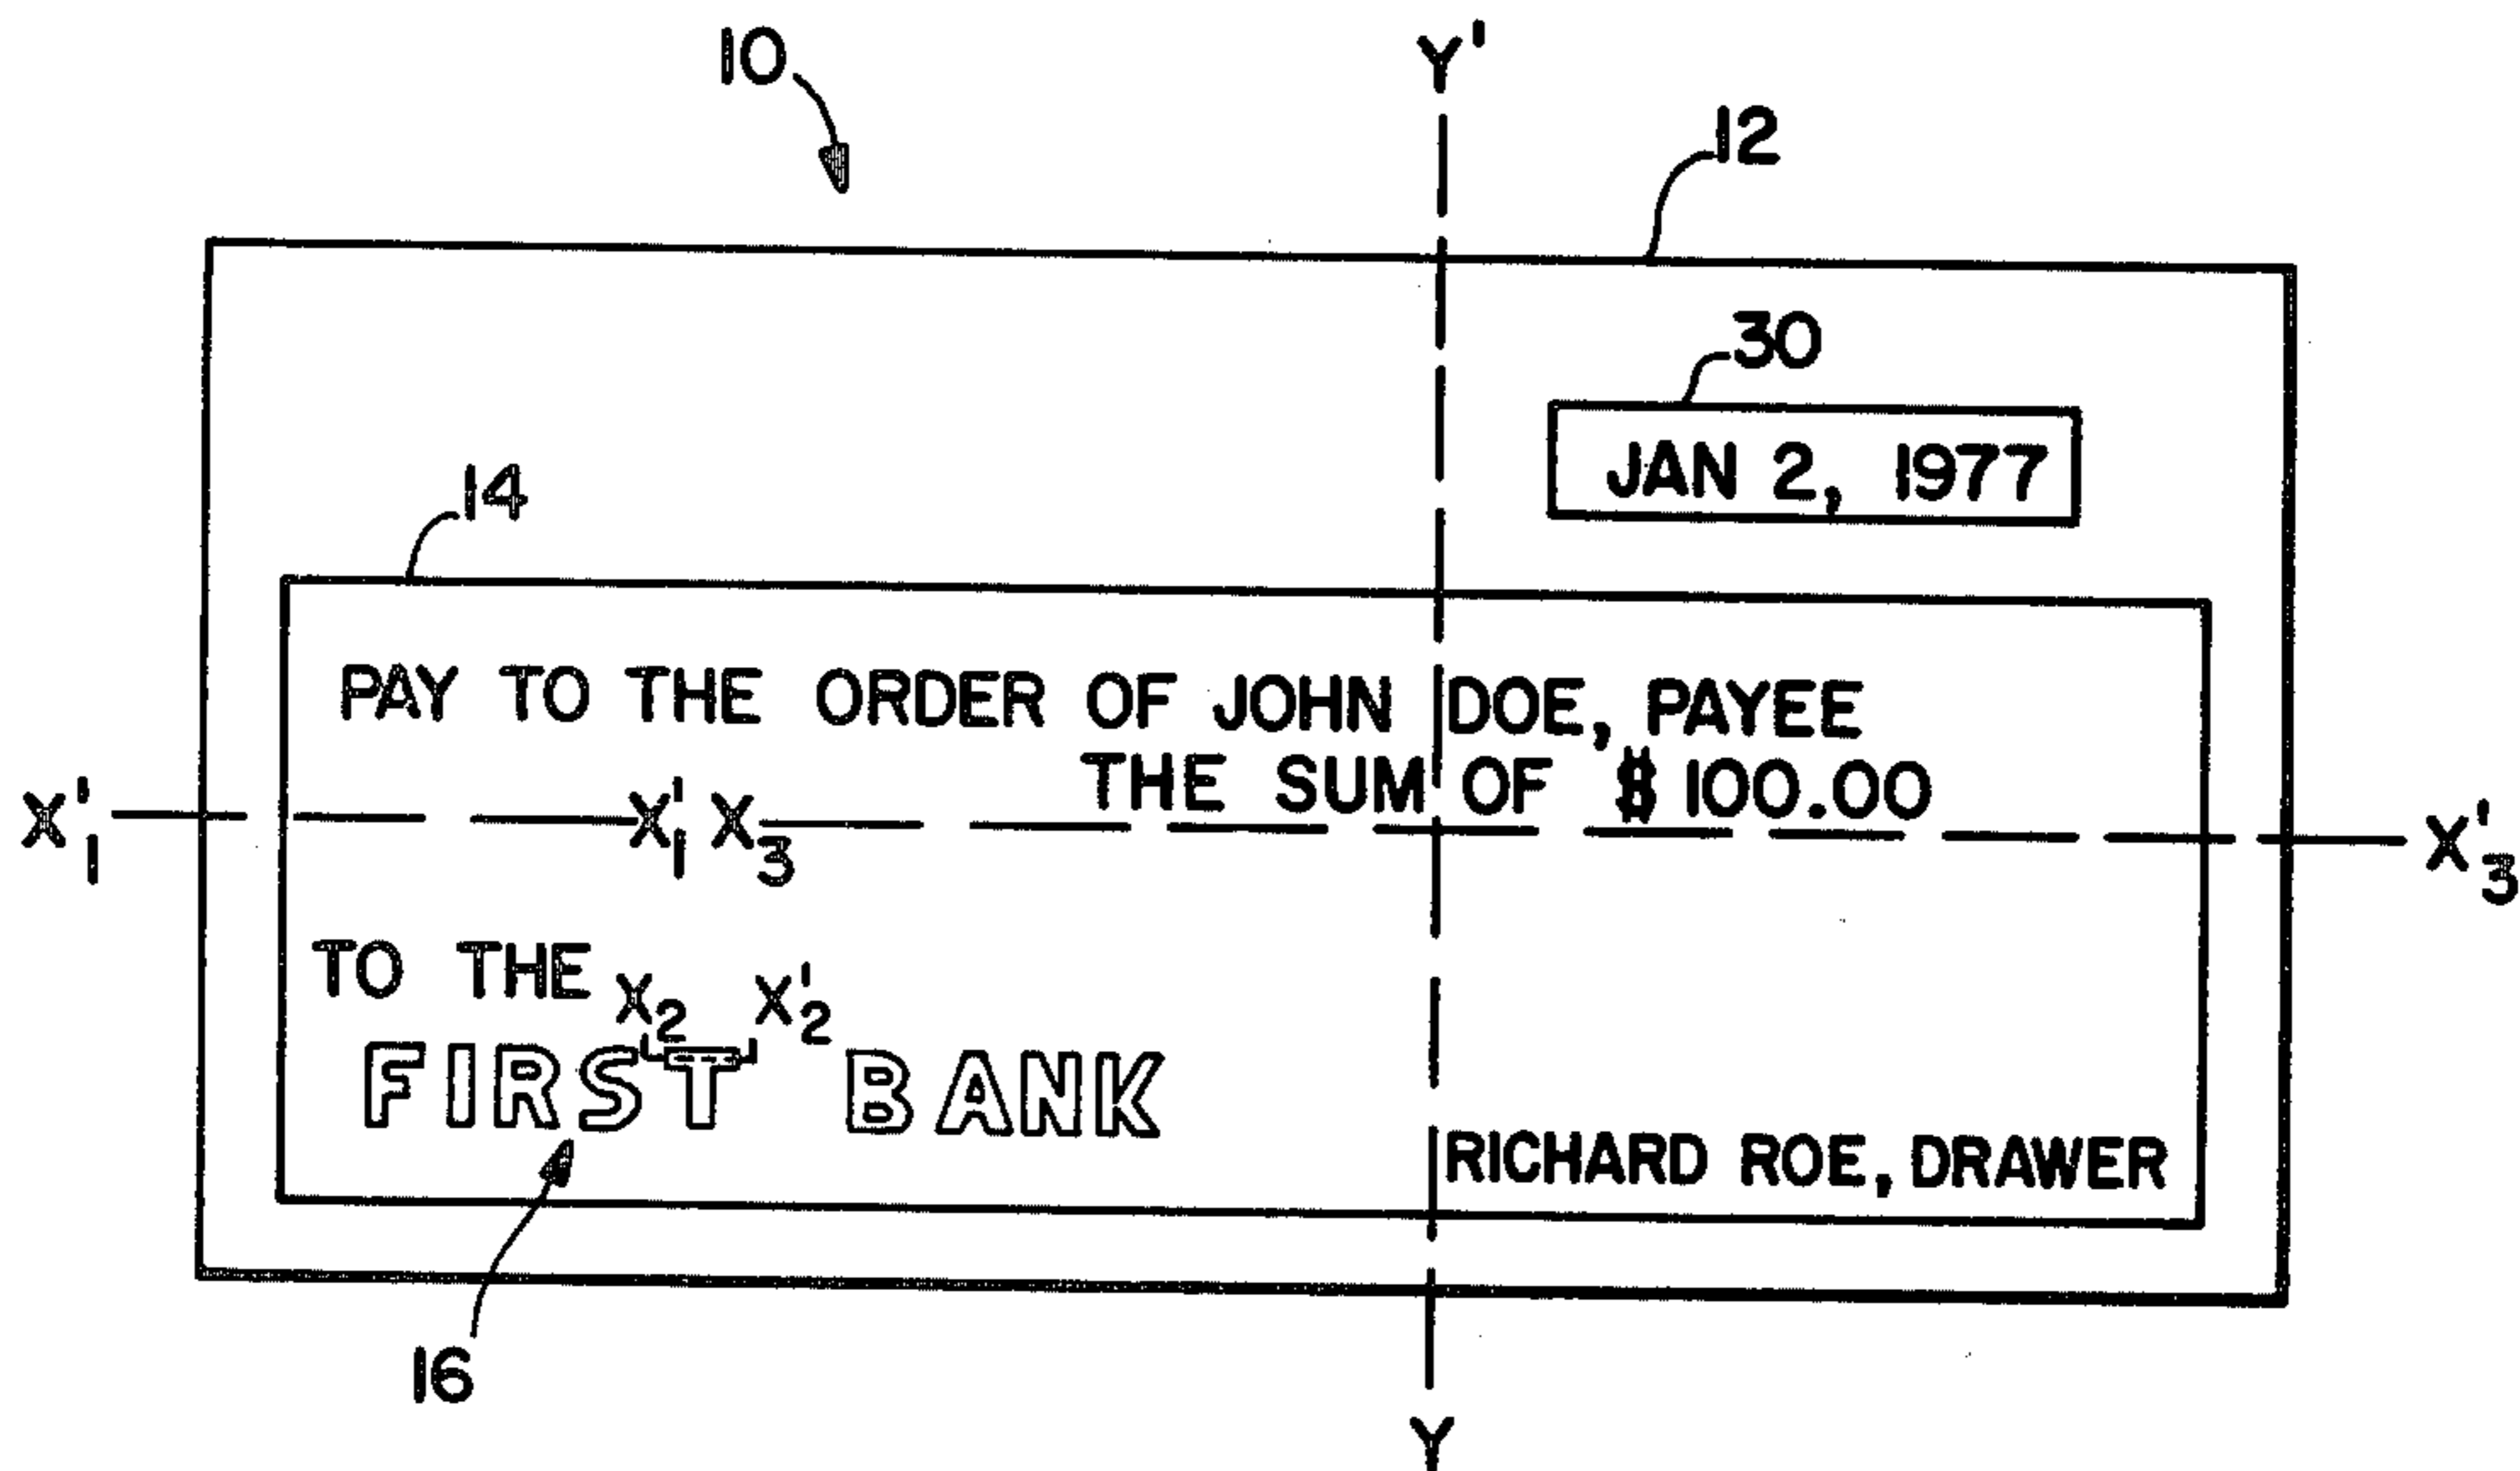 10
Y'
12
30
JAN 2, 1977
14
PAY TO THE ORDER OF JOHN DOE, PAYEE
THE SUM OF $ 100.00
X'1 X'1 X3 X'3
TO THE
X2 X'2
FIRST BANK
RICHARD ROE, DRAWER
16
Y